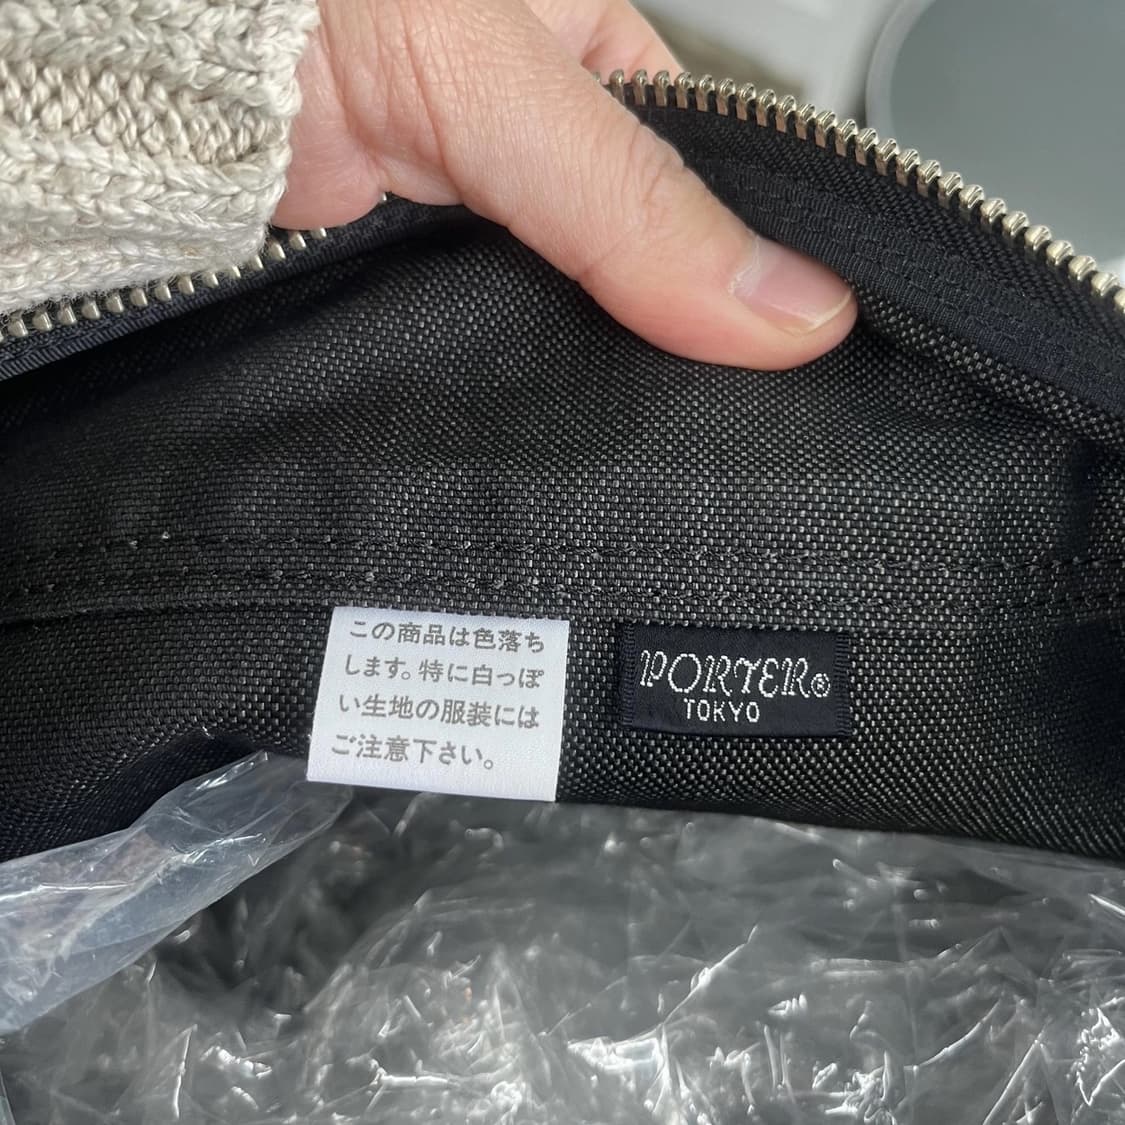 この商品は色落ち
します。特に白っぽ
い生地の服装には
ご注意下さい。
PORTER®
TOKYO